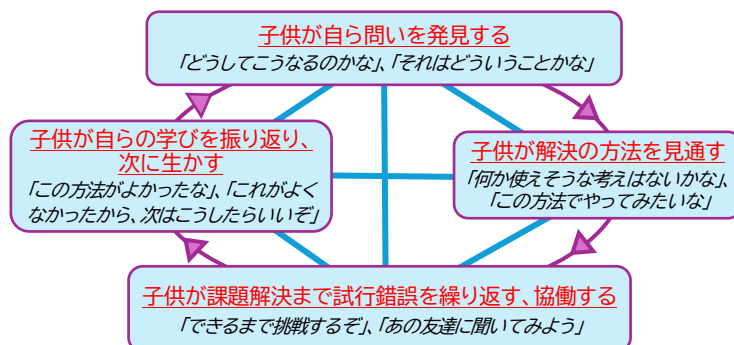 子供が自ら問いを発見する
「どうしてこうなるのかな」、「それはどういうことかな」
子供が自らの学びを振り返り、
次に生かす
「この方法がよかったな」、「これがよく
なかったから、次はこうしたらいいぞ」
子供が解決の方法を見通す
「何か使えそうな考えはないかな」、
「この方法でやってみたいな」
子供が課題解決まで試行錯誤を繰り返す、協働する
「できるまで挑戦するぞ」、「あの友達に聞いてみよう」